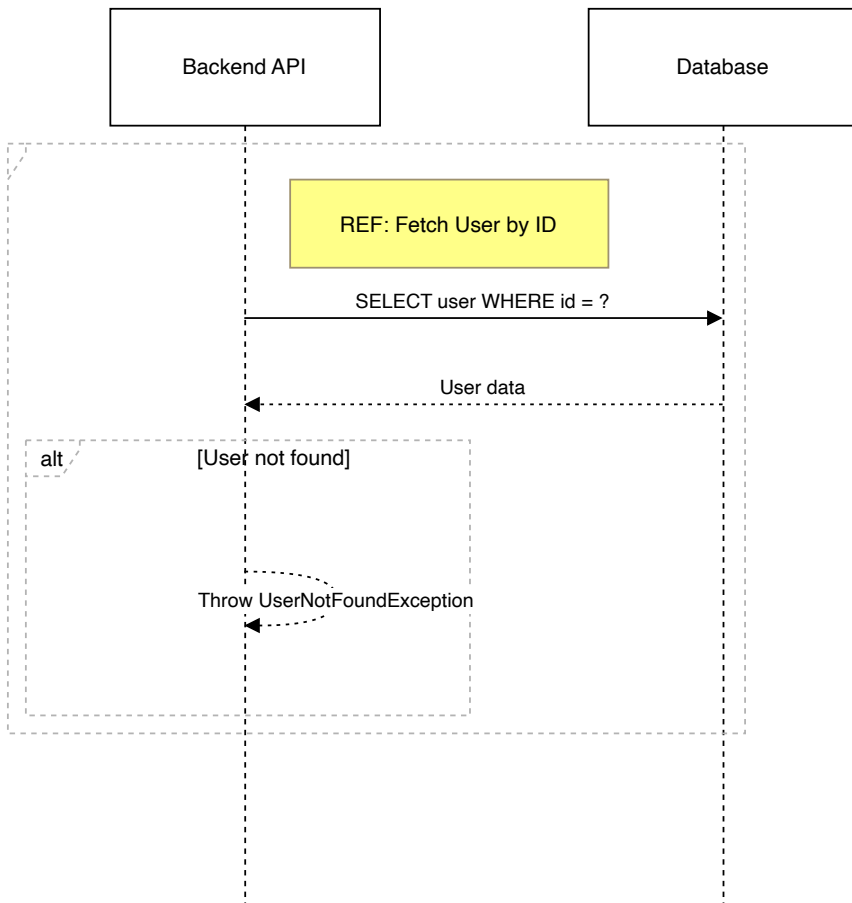 Backend API
Database
REF: Fetch User by ID
SELECT user WHERE id = ?
User data
alt
[User not found]
Throw UserNotFoundException